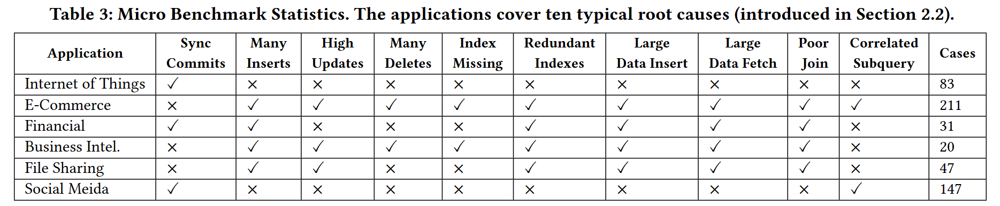 Table 3: Micro Benchmark Statistics. The applications cover ten typical root causes (introduced in Section 2.2).
Application | Sync Commits | Many Inserts | High Updates | Many Deletes | Index Missing | Redundant Indexes | Large Data Insert | Large Data Fetch | Poor Join | Correlated Subquery | Cases
Internet of Things | ✓ | × | × | × | × | × | × | × | × | × | 83
E-Commerce | × | ✓ | ✓ | ✓ | ✓ | ✓ | ✓ | ✓ | ✓ | ✓ | 211
Financial | ✓ | ✓ | × | × | × | ✓ | ✓ | ✓ | ✓ | × | 31
Business Intel. | × | ✓ | ✓ | ✓ | ✓ | ✓ | ✓ | ✓ | ✓ | × | 20
File Sharing | × | ✓ | ✓ | × | × | ✓ | ✓ | ✓ | ✓ | × | 47
Social Meida | ✓ | × | × | × | × | × | × | × | × | ✓ | 147